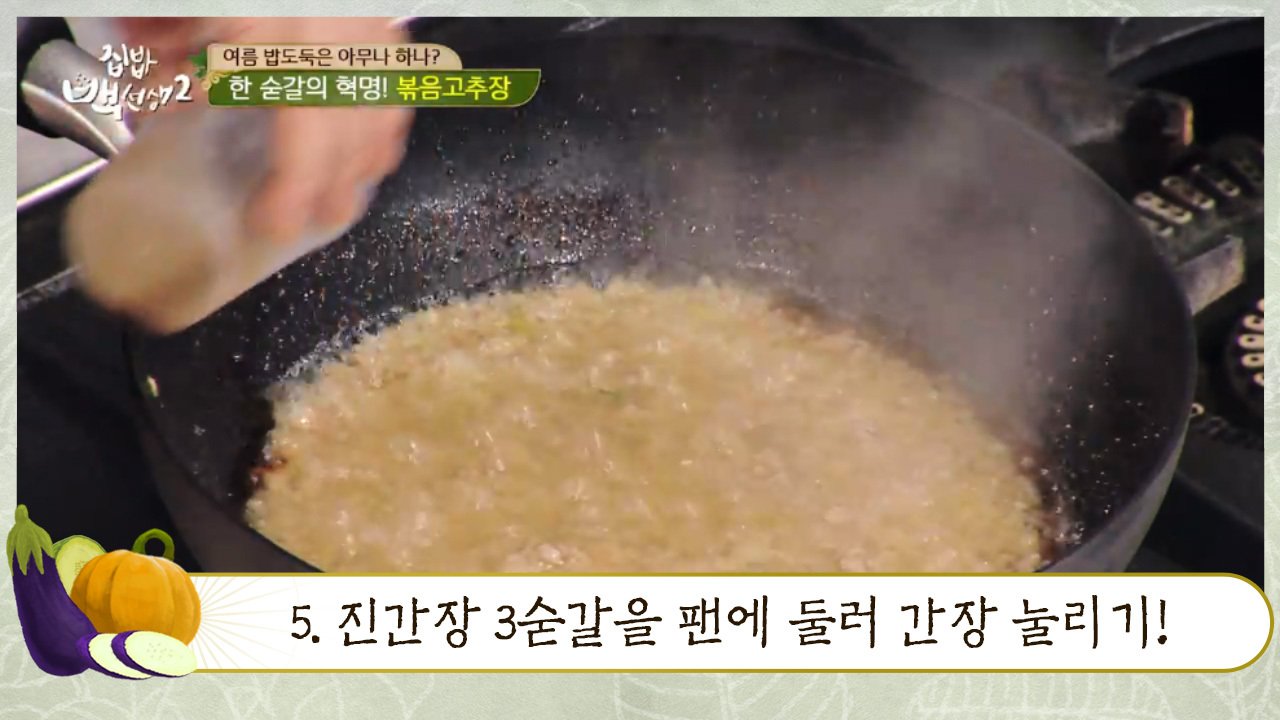 집밥
백선생2
여름 밥도둑은 아무나 하나?
한 숟갈의 혁명! 볶음고추장
5. 진간장 3숟갈을 팬에 둘러 간장 눌리기!